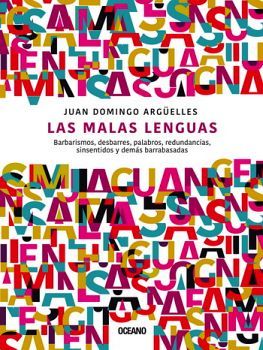 JUAN DOMINGO ARGÜELLES
LAS MALAS LENGUAS
Barbarismos, desbarres, palabros, redundancias,
sinsentidos y demás barrabasadas
OCEANO